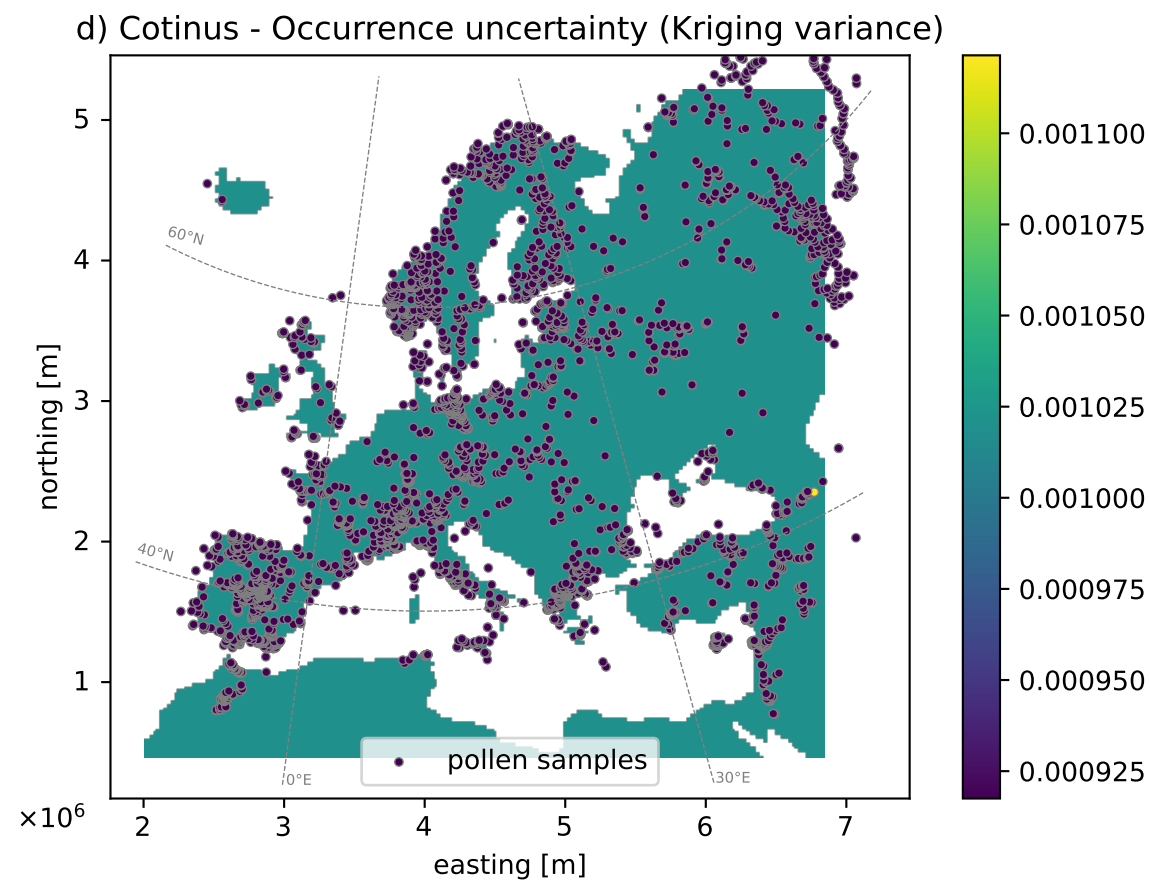 d) Cotinus - Occurrence uncertainty (Kriging variance)
5
4
3
2
1
northing [m]
×10⁶
2
3
4
5
6
7
easting [m]
60°N
40°N
0°E
30°E
pollen samples
0.001100
0.001075
0.001050
0.001025
0.001000
0.000975
0.000950
0.000925